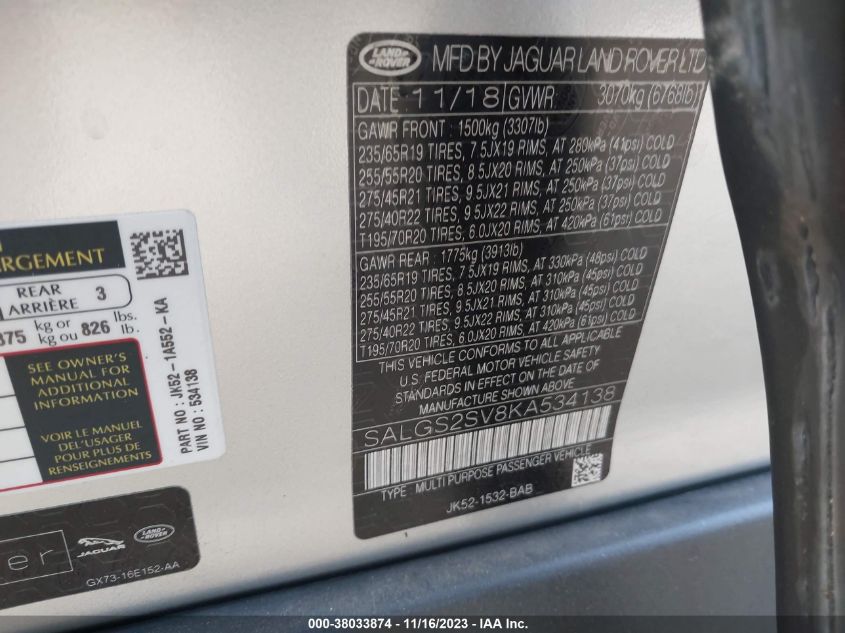 LAND ROVER
MFD BY JAGUAR LAND ROVER LTD
DATE: 11/18 GVWR: 3070kg (6768lb)
GAWR FRONT : 1500kg (3307lb)
235/65R19 TIRES, 7.5JX19 RIMS, AT 280kPa (41psi) COLD
255/55R20 TIRES, 8.5JX20 RIMS, AT 250kPa (37psi) COLD
275/45R21 TIRES, 9.5JX21 RIMS, AT 250kPa (37psi) COLD
275/40R22 TIRES, 9.5JX22 RIMS, AT 250kPa (37psi) COLD
T195/70R20 TIRES, 6.0JX20 RIMS, AT 420kPa (61psi) COLD
GAWR REAR : 1775kg (3913lb)
235/65R19 TIRES, 7.5JX19 RIMS, AT 330kPa (48psi) COLD
255/55R20 TIRES, 8.5JX20 RIMS, AT 310kPa (45psi) COLD
275/45R21 TIRES, 9.5JX21 RIMS, AT 310kPa (45psi) COLD
275/40R22 TIRES, 9.5JX22 RIMS, AT 310kPa (45psi) COLD
T195/70R20 TIRES, 6.0JX20 RIMS, AT 420kPa (61psi) COLD
THIS VEHICLE CONFORMS TO ALL APPLICABLE
U.S. FEDERAL MOTOR VEHICLE SAFETY
STANDARDS IN EFFECT ON THE DATE OF
MANUFACTURE SHOWN ABOVE
SALGS2SV8KA534138
TYPE: MULTI PURPOSE PASSENGER VEHICLE
JK52-1532-BAB
RGEMENT
REAR
ARRIÈRE 3
375 kg or
kg ou 826 lbs.
lb.
SEE OWNER'S
MANUAL FOR
ADDITIONAL
INFORMATION
VOIR LE MANUEL
DEL'USAGER
POUR PLUS DE
RENSEIGNEMENTS
PART NO : JK52-1A552-KA
VIN NO : 534138
er
JAGUAR
LAND ROVER
GX73-16E152-AA
000-38033874 - 11/16/2023 - IAA Inc.